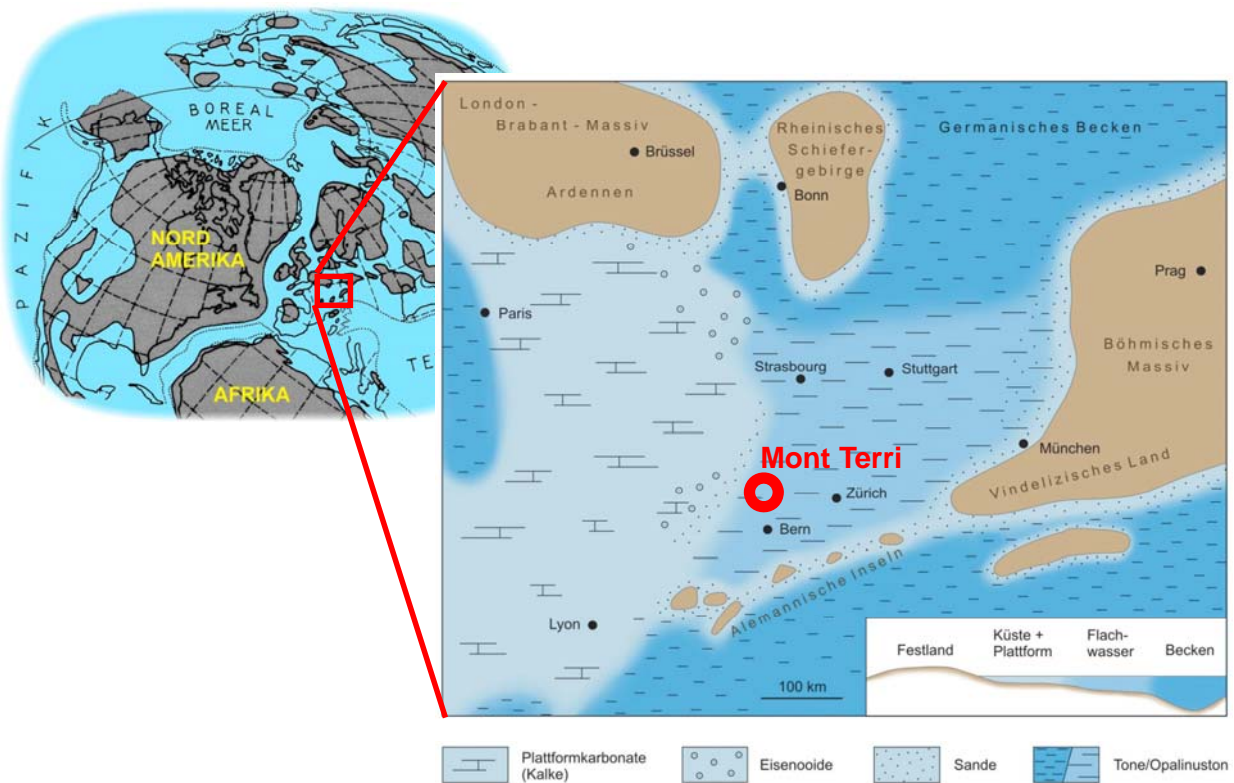 BOREAL
MEER
PAZIFIK
NORD
AMERIKA
AFRIKA
TE
London -
Brabant - Massiv
Brüssel
Ardennen
Rheinisches
Schiefer-
gebirge
Bonn
Germanisches Becken
Prag
Paris
Böhmisches
Massiv
Strasbourg
Stuttgart
München
Mont Terri
Vindelizisches Land
Zürich
Bern
Alemannische Inseln
Lyon
100 km
Festland
Küste +
Plattform
Flach-
wasser
Becken
Plattformkarbonate
(Kalke)
Eisenooide
Sande
Tone/Opalinuston